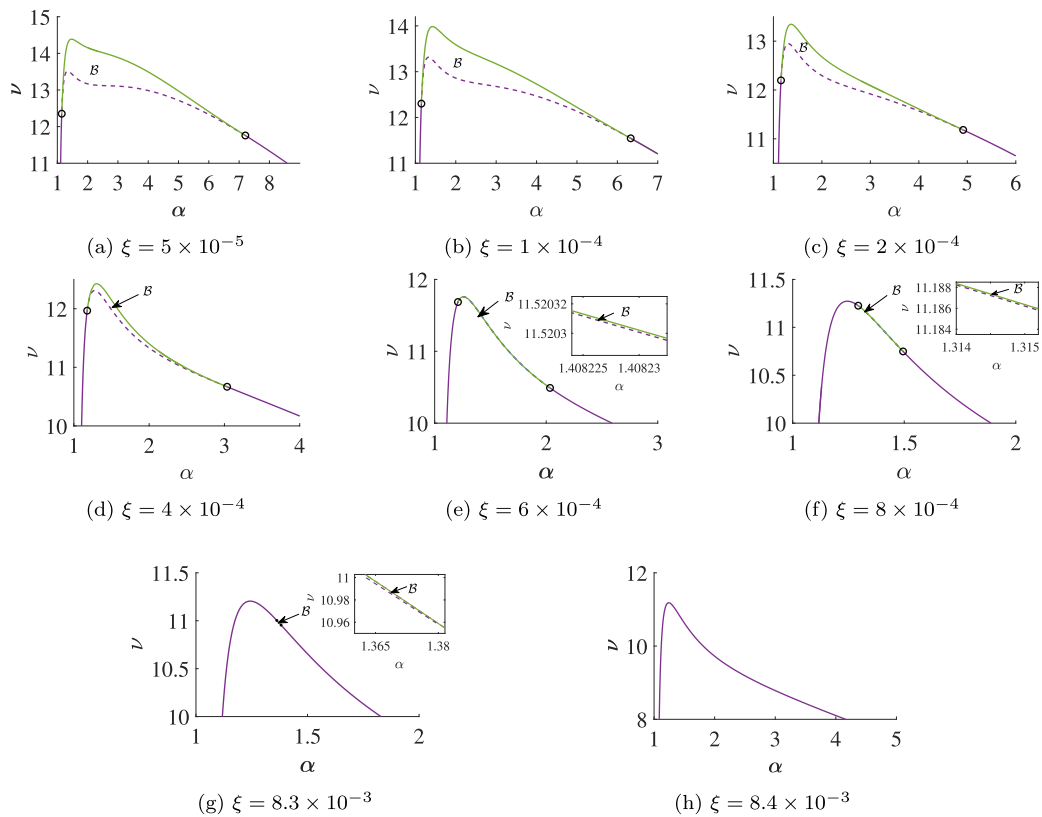 15
14
13
12
11
ν
B
1 2 3 4 5 6 7 8
α
(a) ξ = 5 × 10⁻⁵
14
13
12
11
ν
B
1 2 3 4 5 6 7
α
(b) ξ = 1 × 10⁻⁴
13
12
11
ν
B
1 2 3 4 5 6
α
(c) ξ = 2 × 10⁻⁴
12
11
10
ν
B
1 2 3 4
α
(d) ξ = 4 × 10⁻⁴
12
11
10
ν
B
1 2 3
α
11.52032
11.5203
ν
B
1.408225 1.40823
α
(e) ξ = 6 × 10⁻⁴
11.5
11
10.5
10
ν
B
1 1.5 2
α
11.188
11.186
11.184
ν
B
1.314 1.315
α
(f) ξ = 8 × 10⁻⁴
11.5
11
10.5
10
ν
B
1 1.5 2
α
11
10.98
10.96
ν
B
1.365 1.38
α
(g) ξ = 8.3 × 10⁻³
12
10
8
ν
1 2 3 4 5
α
(h) ξ = 8.4 × 10⁻³